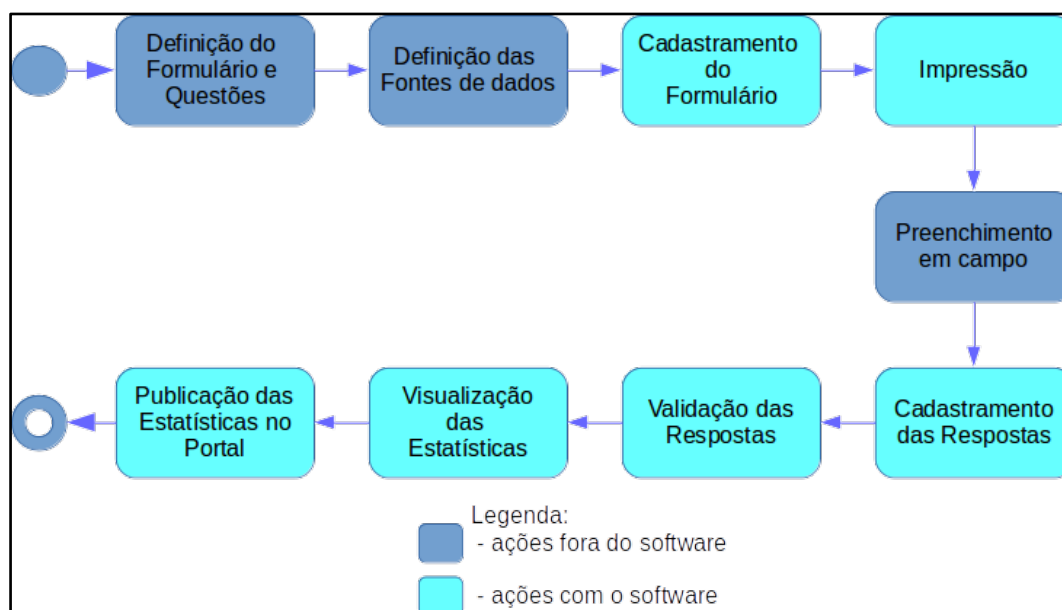 Definição do
Formulário e
Questões
Definição das
Fontes de dados
Cadastramento
do
Formulário
Impressão
Preenchimento
em campo
Cadastramento
das Respostas
Validação das
Respostas
Visualização
das
Estatísticas
Publicação das
Estatísticas no
Portal
Legenda:
- ações fora do software
- ações com o software